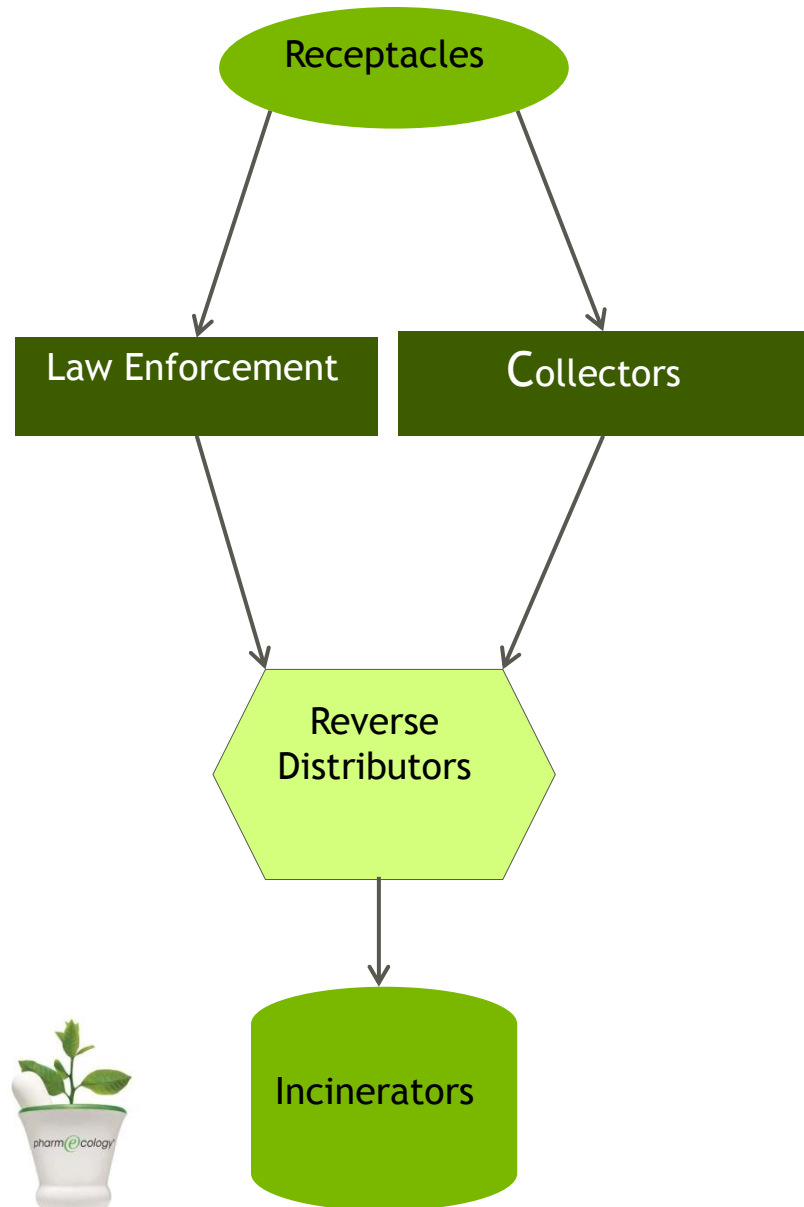 Receptacles
Law Enforcement
Collectors
Reverse
Distributors
Incinerators
pharmecology